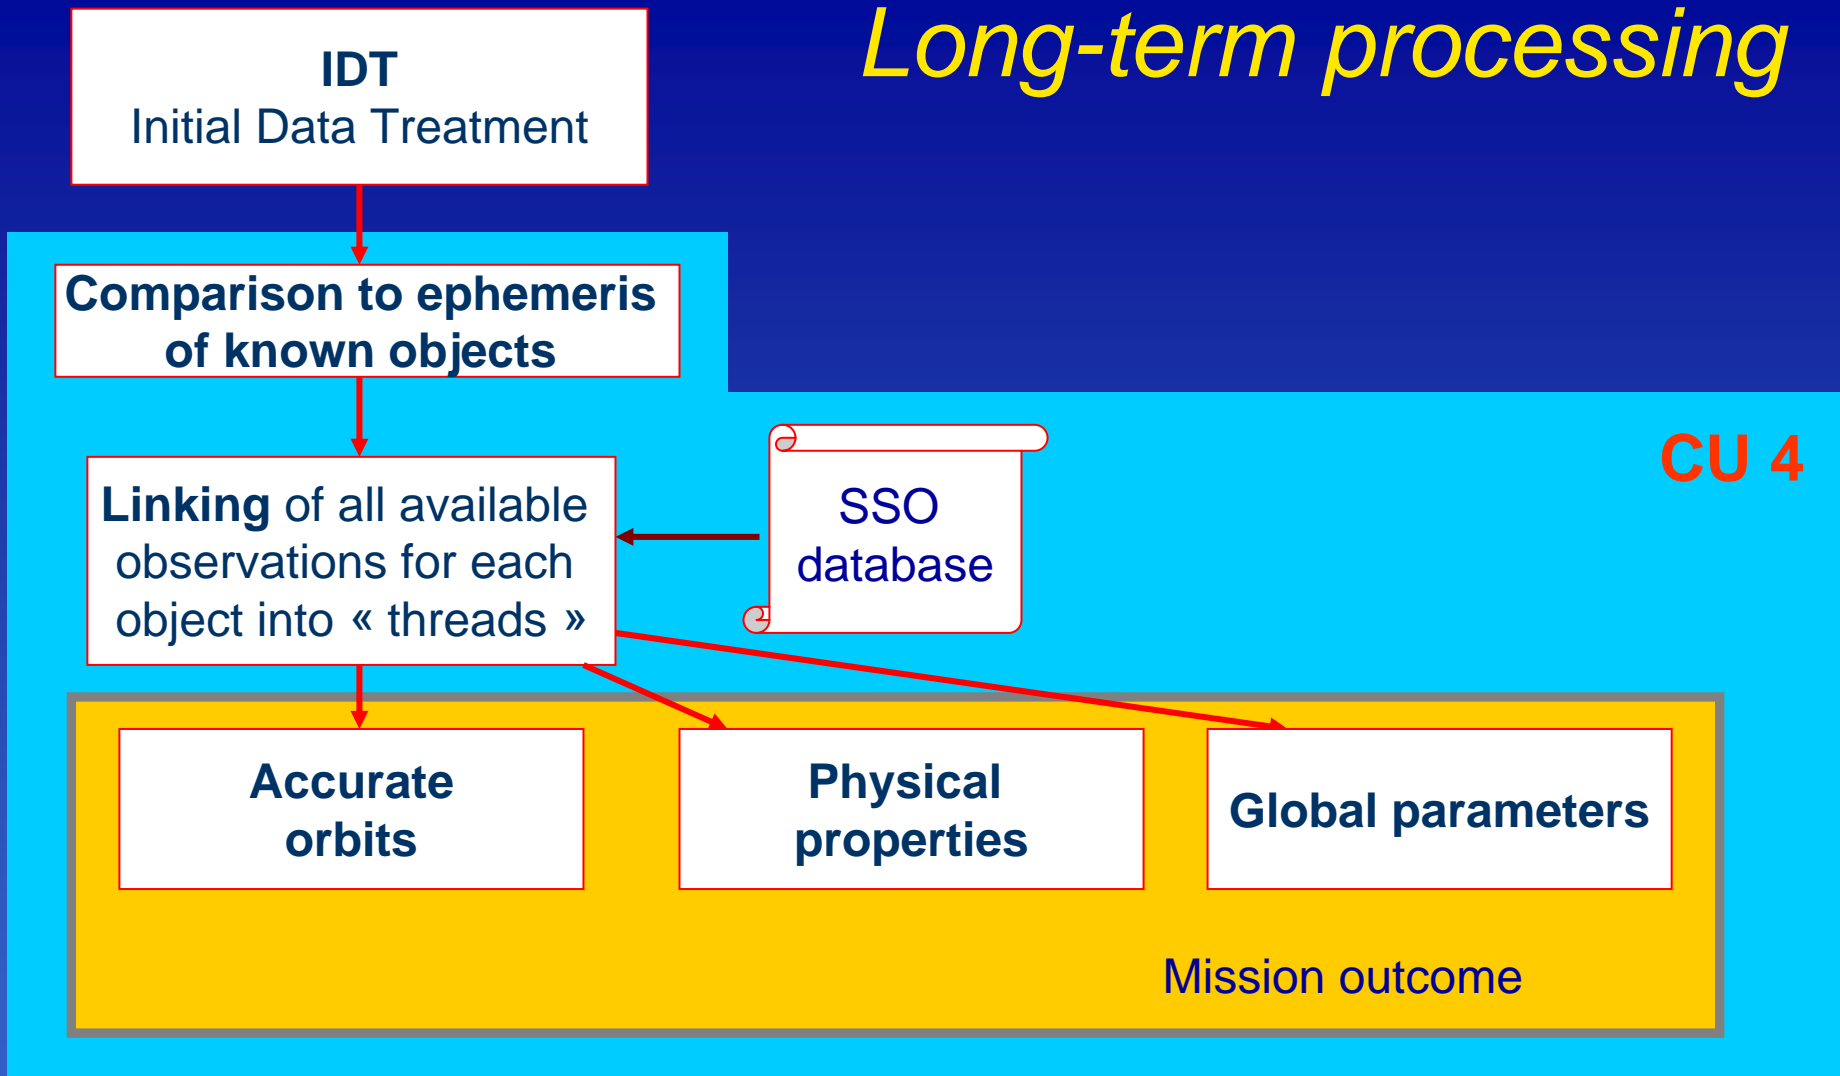 Long-term processing
IDT
Initial Data Treatment
Comparison to ephemeris
of known objects
CU 4
Linking of all available
observations for each
object into « threads »
SSO
database
Accurate
orbits
Physical
properties
Global parameters
Mission outcome